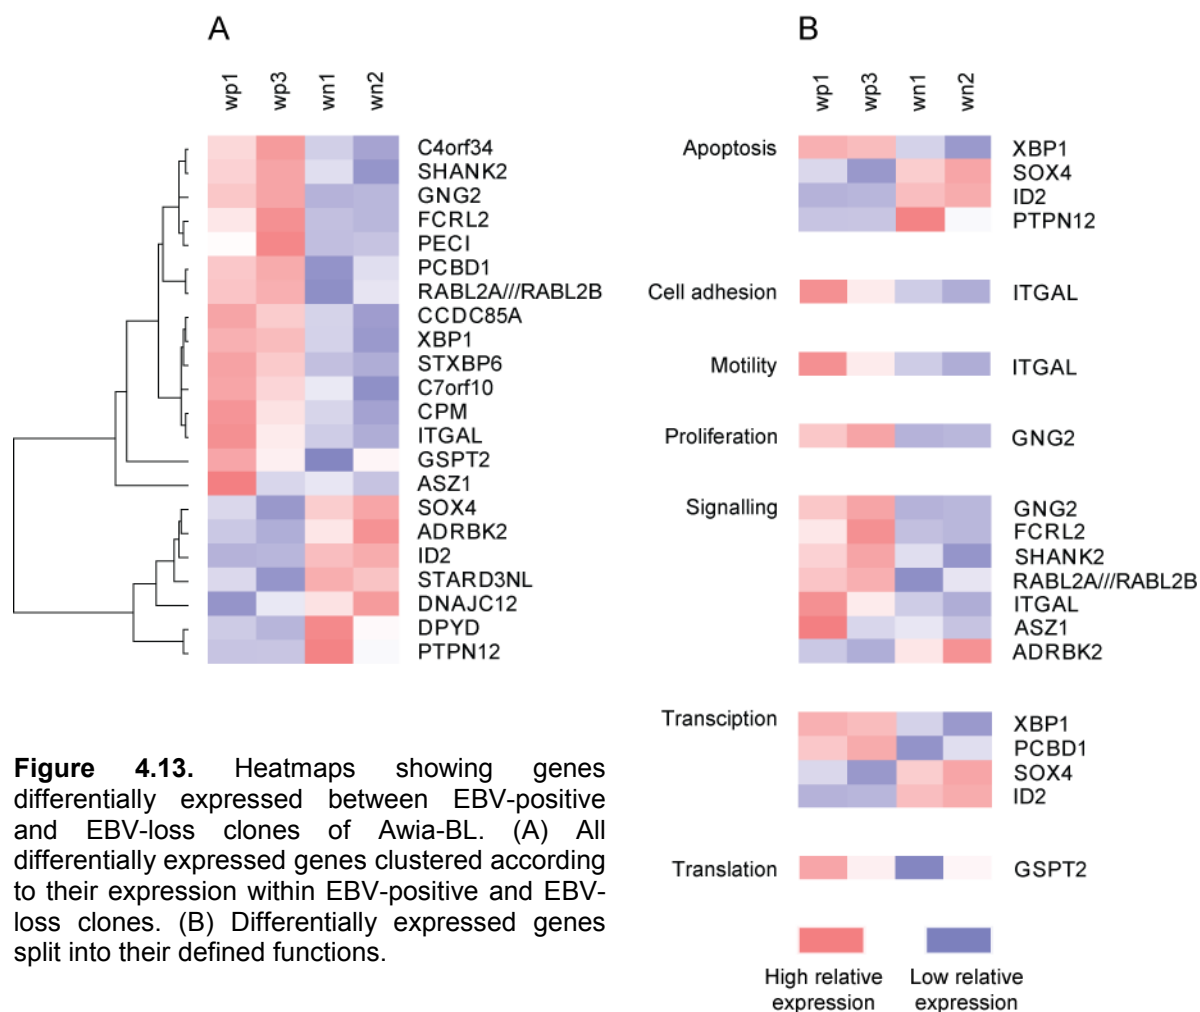 A
wp1
wp3
wn1
wn2
C4orf34
SHANK2
GNG2
FCRL2
PECI
PCBD1
RABL2A///RABL2B
CCDC85A
XBP1
STXBP6
C7orf10
CPM
ITGAL
GSPT2
ASZ1
SOX4
ADRBK2
ID2
STARD3NL
DNAJC12
DPYD
PTPN12
Figure 4.13. Heatmaps showing genes
differentially expressed between EBV-positive
and EBV-loss clones of Awia-BL. (A) All
differentially expressed genes clustered according
to their expression within EBV-positive and EBV-
loss clones. (B) Differentially expressed genes
split into their defined functions.
B
wp1
wp3
wn1
wn2
Apoptosis
XBP1
SOX4
ID2
PTPN12
Cell adhesion
ITGAL
Motility
ITGAL
Proliferation
GNG2
Signalling
GNG2
FCRL2
SHANK2
RABL2A///RABL2B
ITGAL
ASZ1
ADRBK2
Transciption
XBP1
PCBD1
SOX4
ID2
Translation
GSPT2
High relative
expression
Low relative
expression